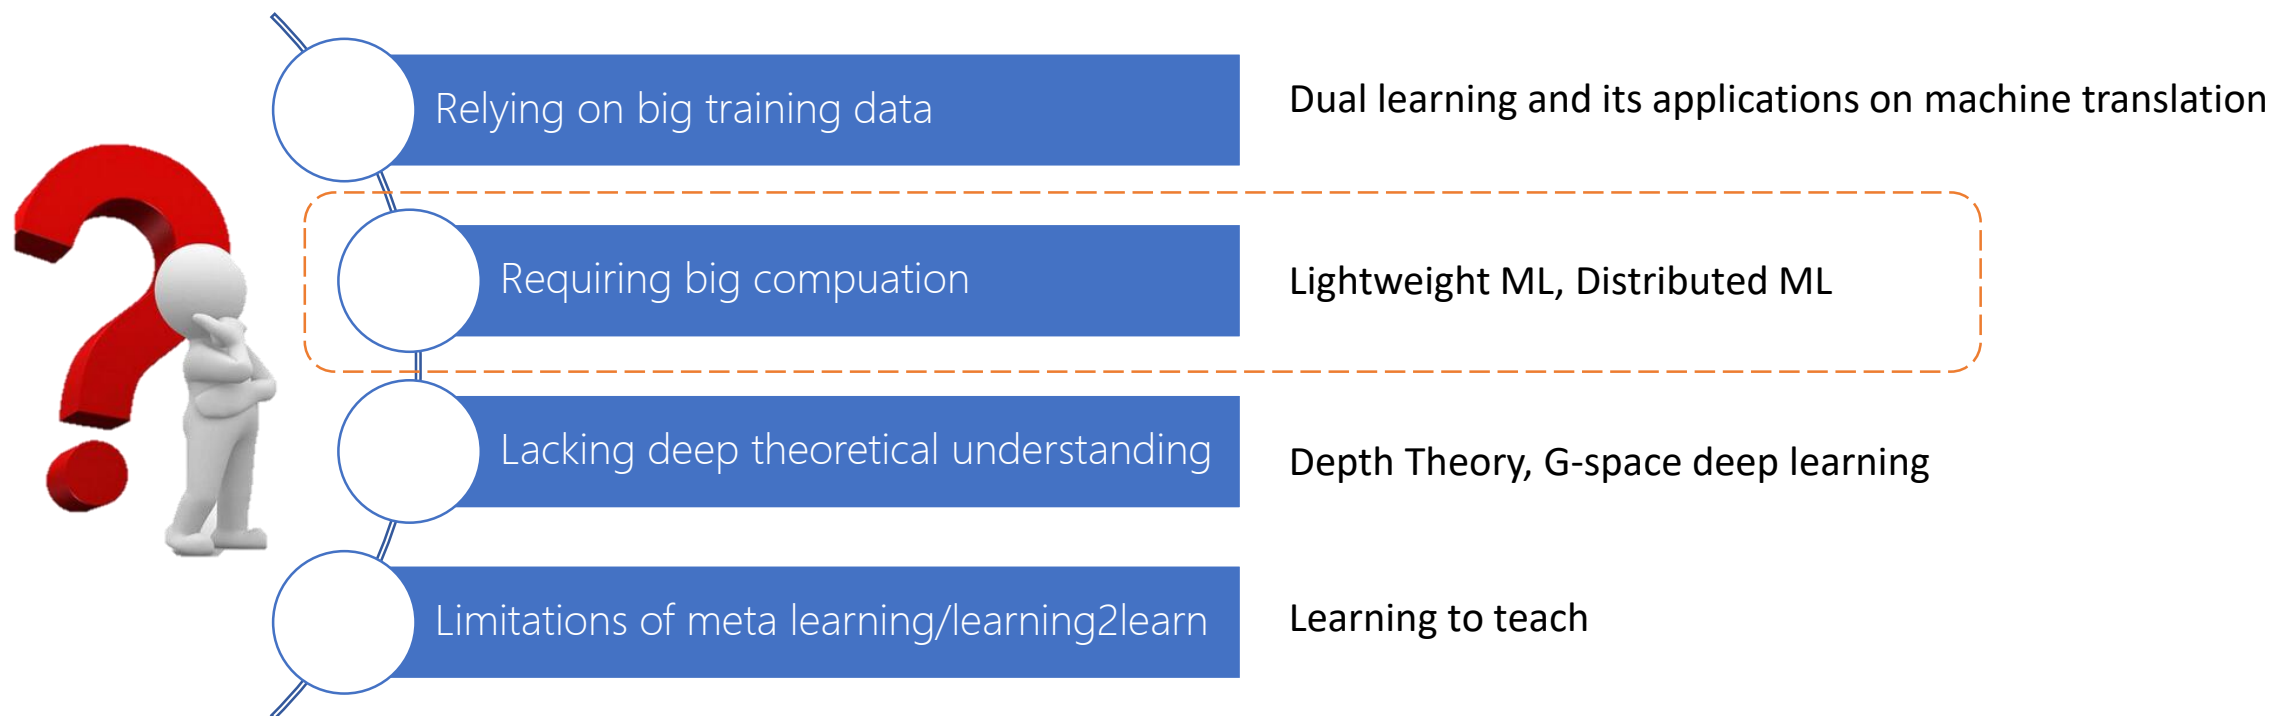 Relying on big training data
Dual learning and its applications on machine translation
Requiring big compuation
Lightweight ML, Distributed ML
Lacking deep theoretical understanding
Depth Theory, G-space deep learning
Limitations of meta learning/learning2learn
Learning to teach